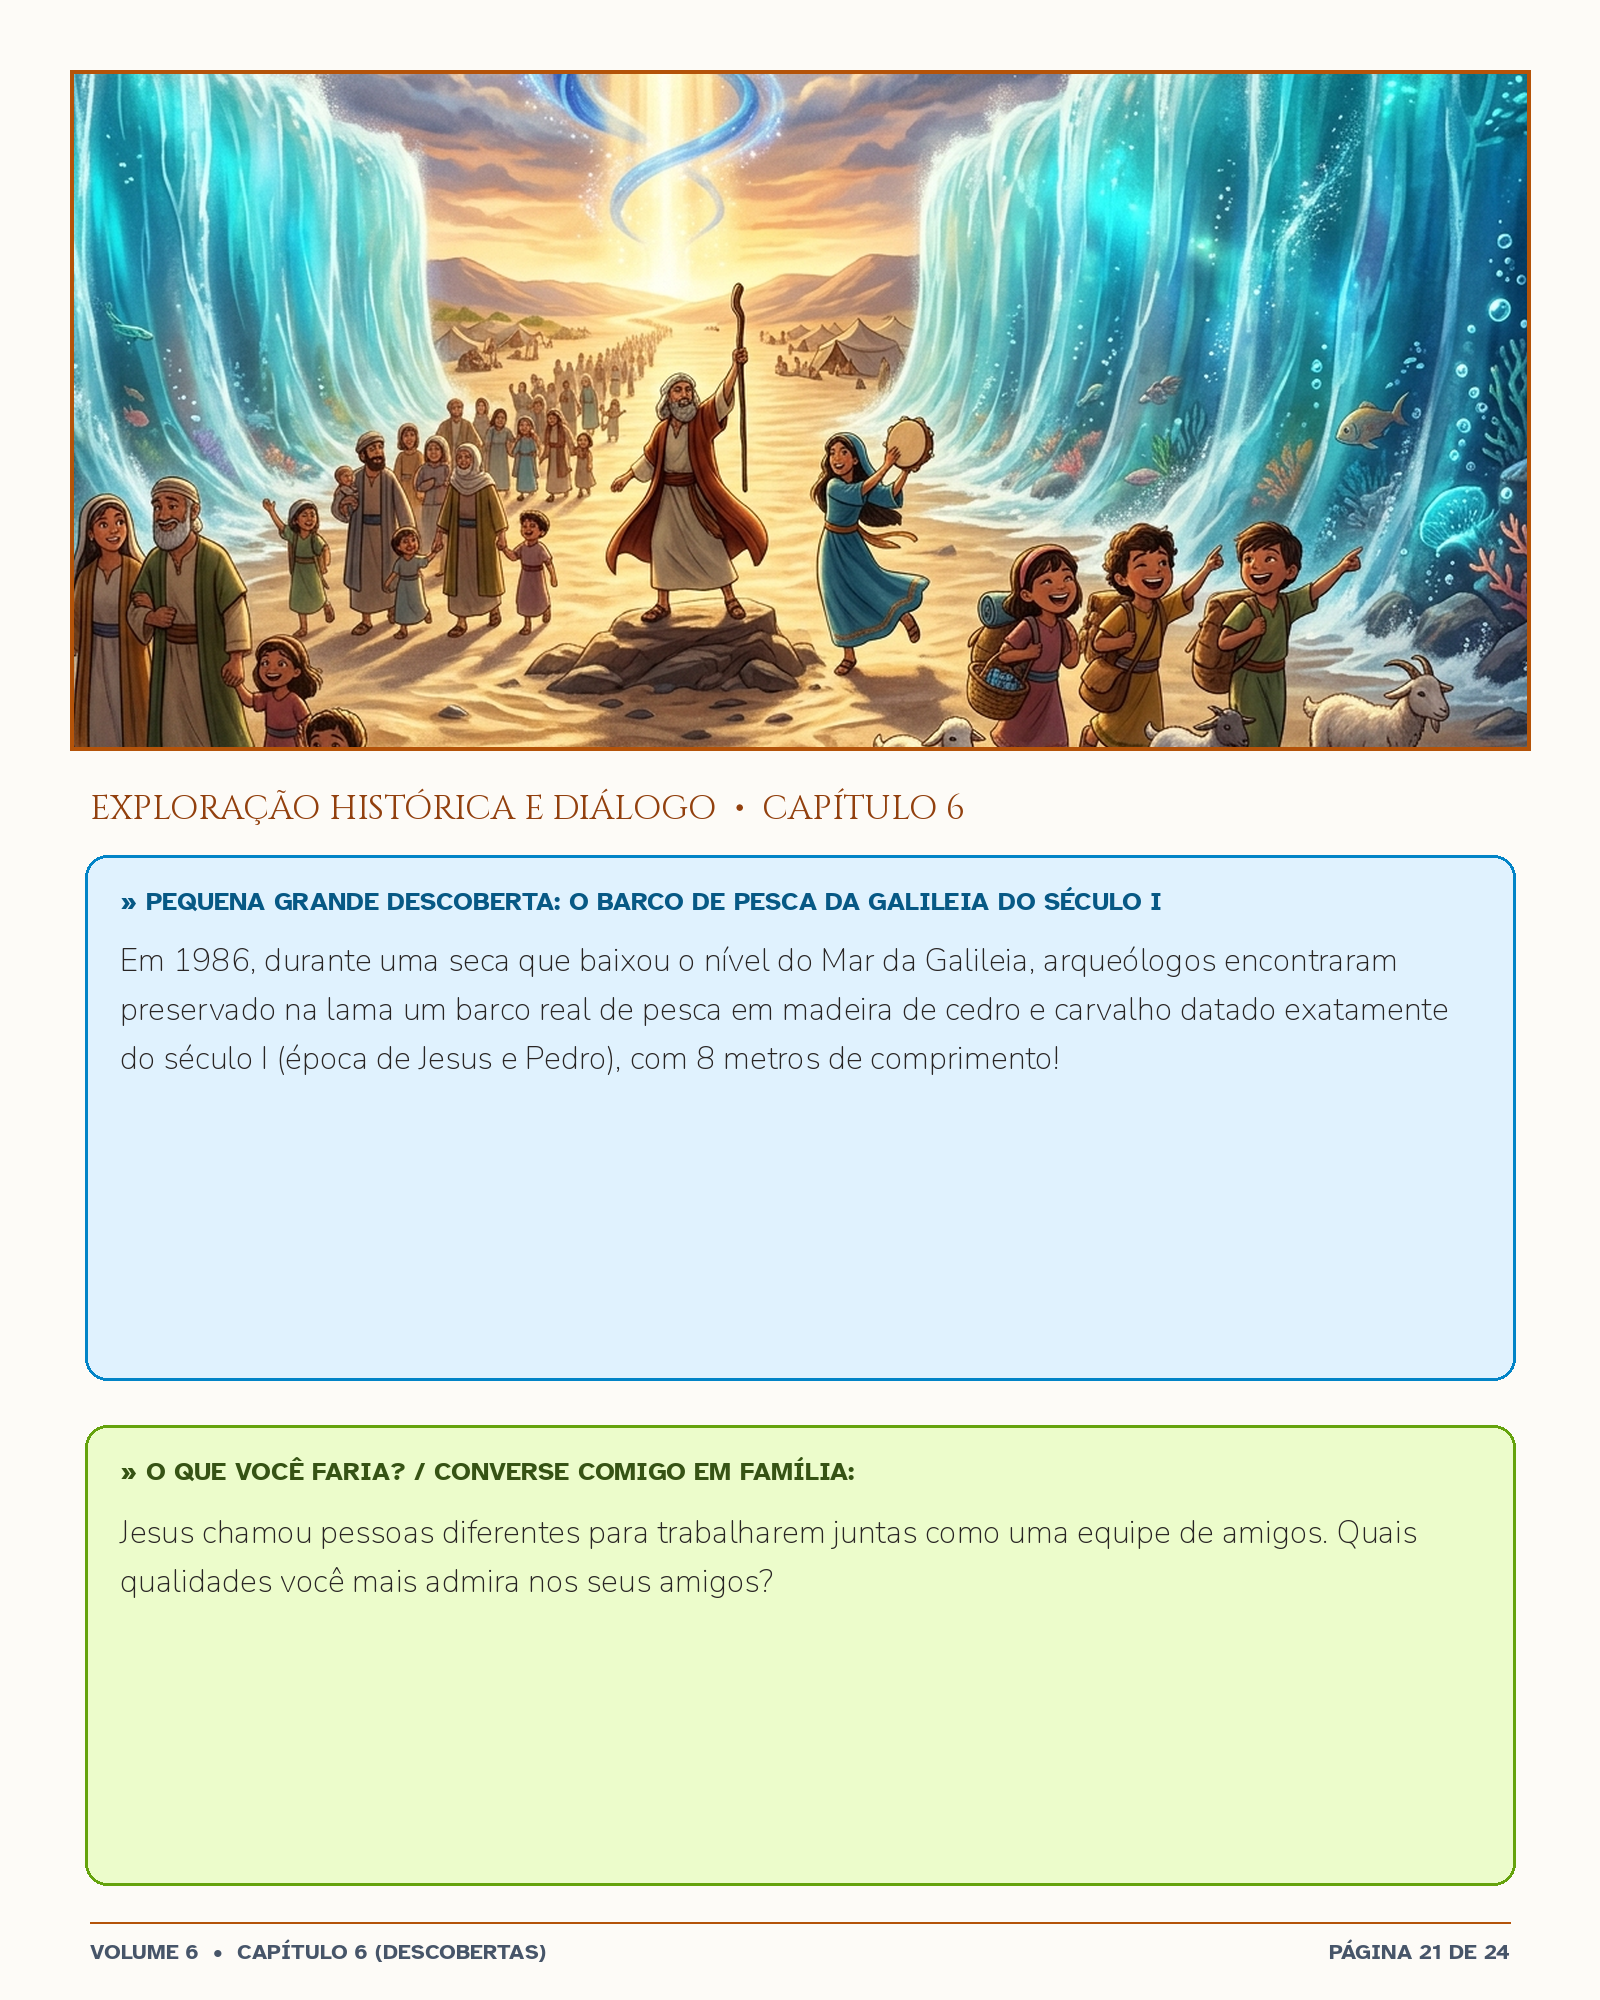 EXPLORAÇÃO HISTÓRICA E DIÁLOGO • CAPÍTULO 6
» PEQUENA GRANDE DESCOBERTA: O BARCO DE PESCA DA GALILEIA DO SÉCULO I
Em 1986, durante uma seca que baixou o nível do Mar da Galileia, arqueólogos encontraram
preservado na lama um barco real de pesca em madeira de cedro e carvalho datado exatamente
do século I (época de Jesus e Pedro), com 8 metros de comprimento!
» O QUE VOCÊ FARIA? / CONVERSE COMIGO EM FAMÍLIA:
Jesus chamou pessoas diferentes para trabalharem juntas como uma equipe de amigos. Quais
qualidades você mais admira nos seus amigos?
VOLUME 6 • CAPÍTULO 6 (DESCOBERTAS)
PÁGINA 21 DE 24